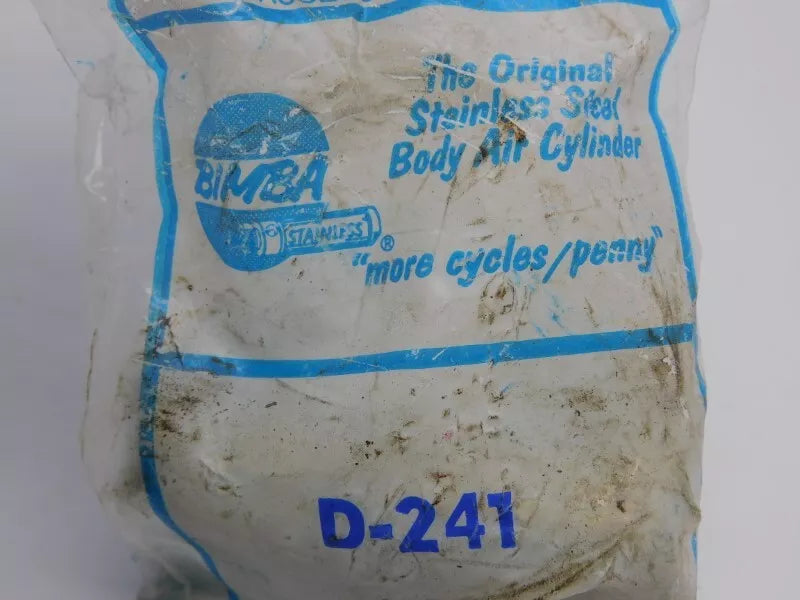 The Original
Stainless Steel
Body Air Cylinder
BIMBA
STAINLESS
®
"more cycles/penny"
D-241